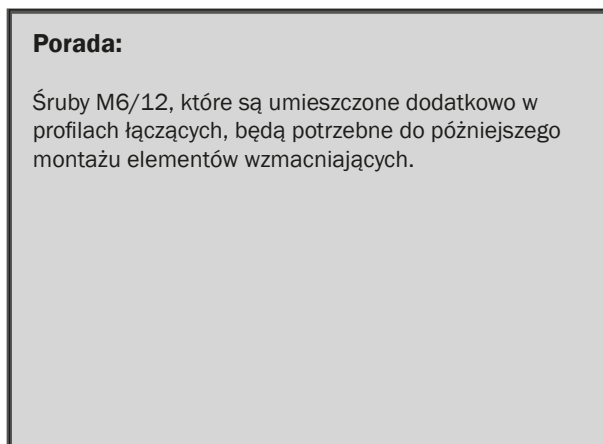 Porada:
Śruby M6/12, które są umieszczone dodatkowo w
profilach łączących, będą potrzebne do późniejszego
montażu elementów wzmacniających.